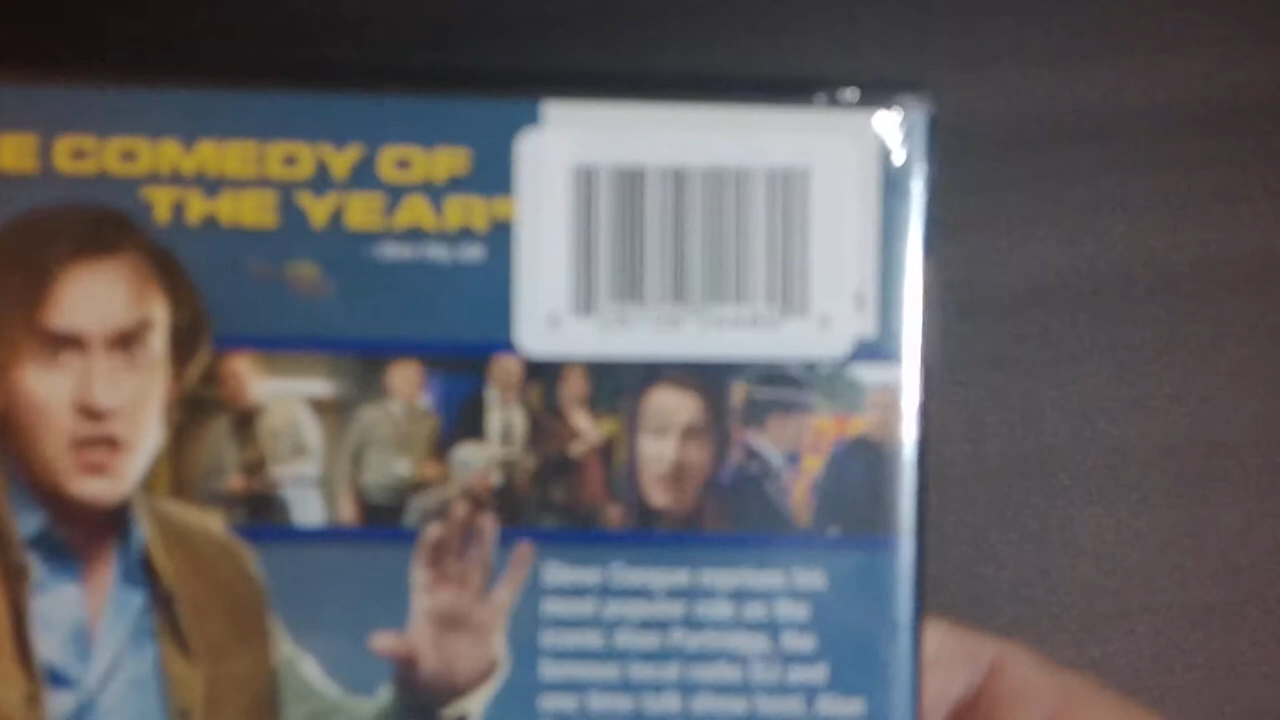 E COMEDY OF
THE YEAR"
Steve Coogan reprises his
most popular role as the
iconic Alan Partridge, the
famous local radio DJ and
one time talk show host. Alan